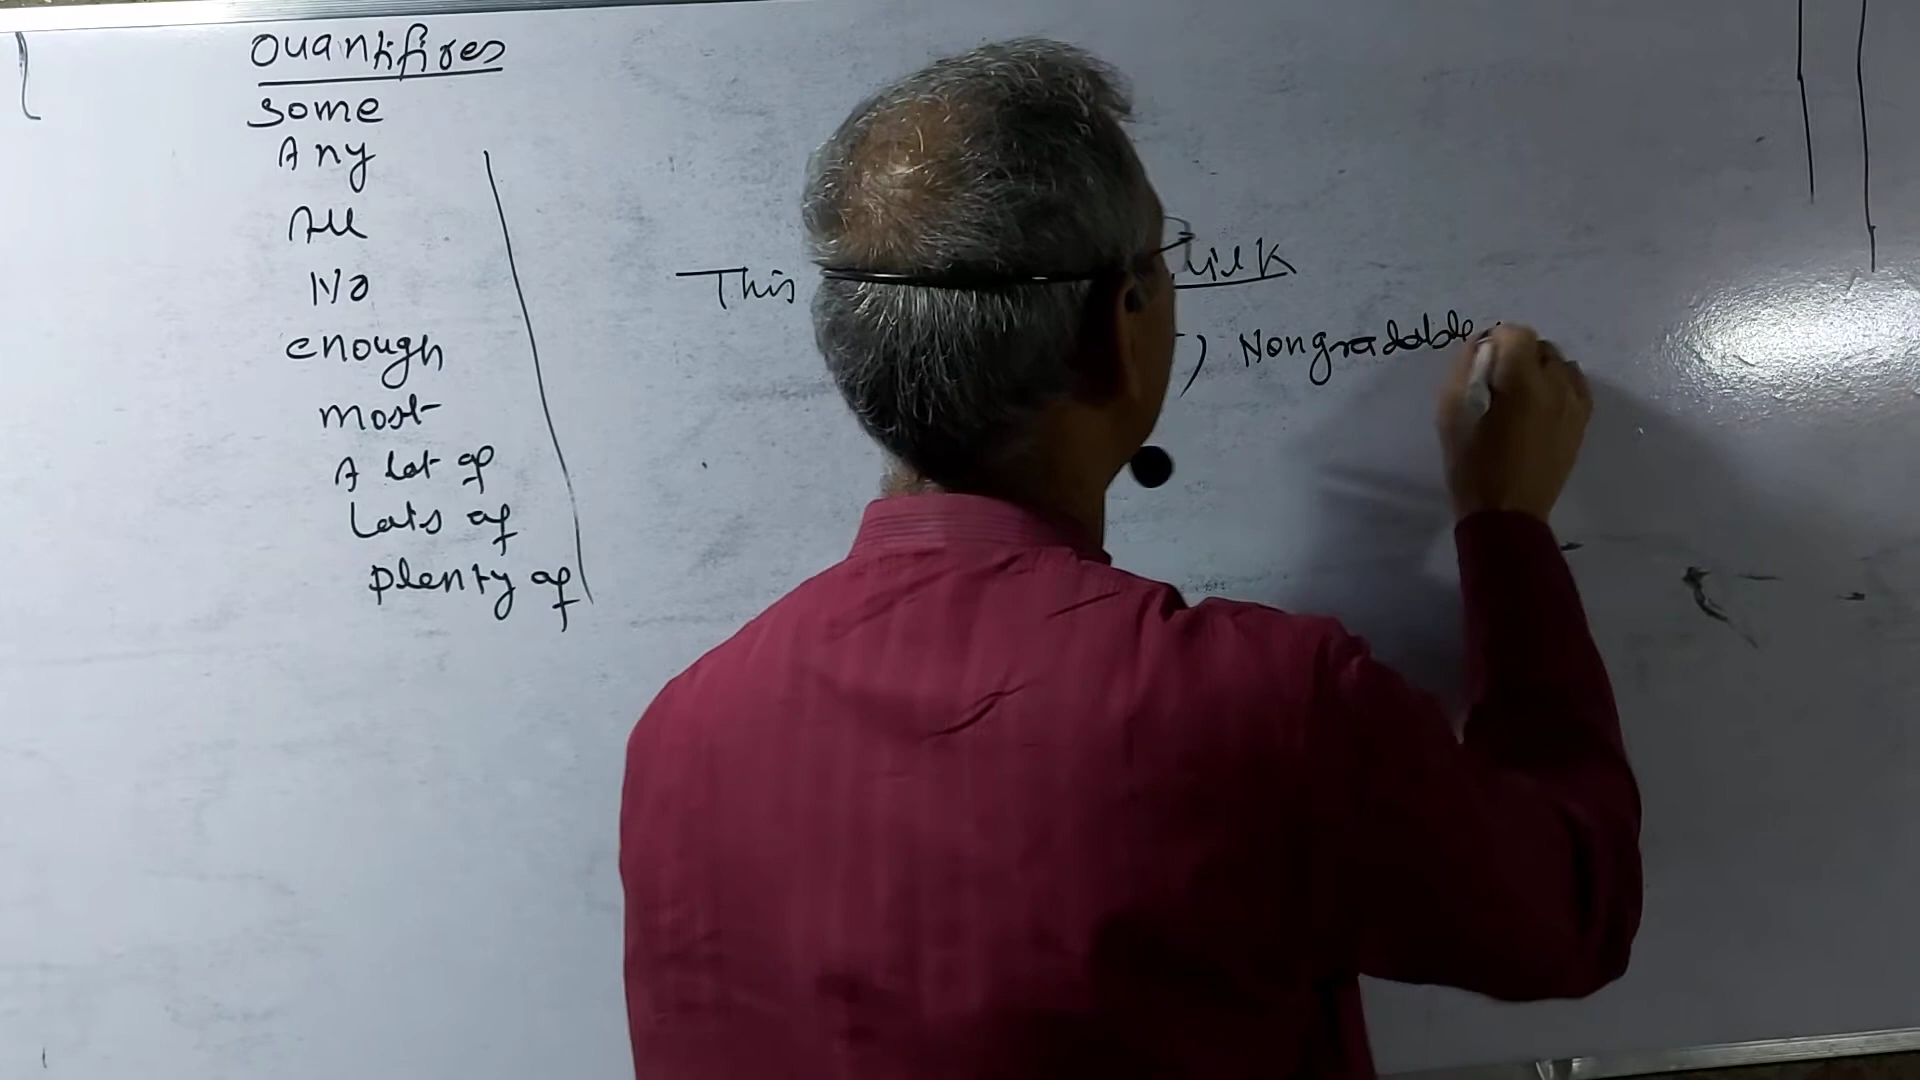 Quantifires
Some
Any
All
No
enough
most
A lot of
Lots of
plenty of
This milk
) Nongradable